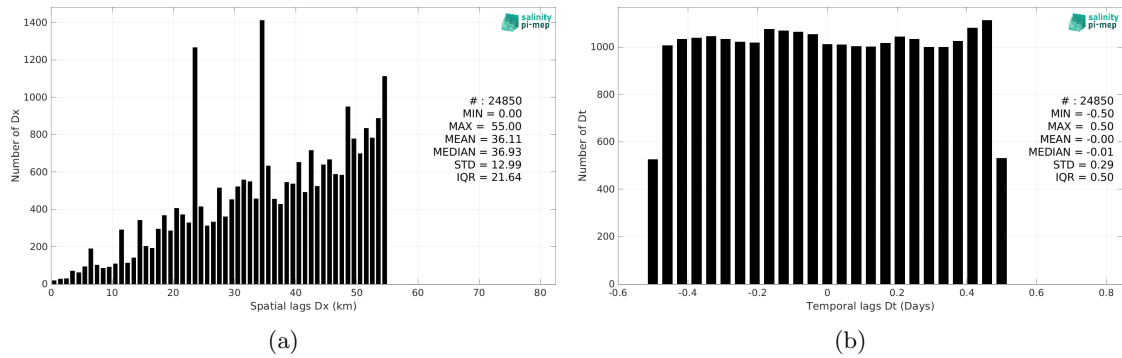 1400
1200
1000
800
600
400
200
0
Number of Dx
0 10 20 30 40 50 60 70 80
Spatial lags Dx (km)
salinity
pi-mep
# : 24850
MIN = 0.00
MAX = 55.00
MEAN = 36.11
MEDIAN = 36.93
STD = 12.99
IQR = 21.64
(a)
1000
800
600
400
200
0
Number of Dt
-0.6 -0.4 -0.2 0 0.2 0.4 0.6 0.8
Temporal lags Dt (Days)
salinity
pi-mep
# : 24850
MIN = -0.50
MAX = 0.50
MEAN = -0.00
MEDIAN = -0.01
STD = 0.29
IQR = 0.50
(b)